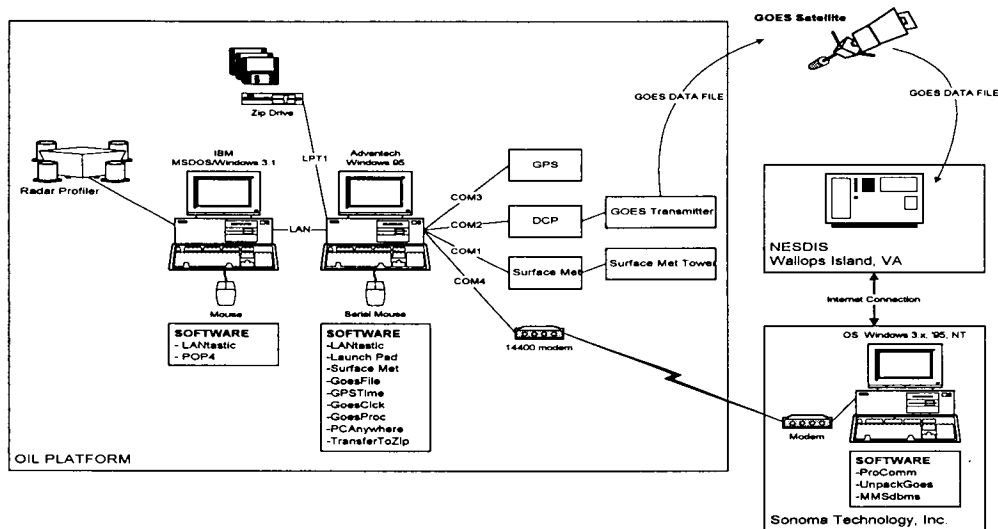 GOES Satellite
GOES DATA FILE
GOES DATA FILE
Zip Drive
IBM
MSDOS/Windows 3.1
LPT1
Adventech
Windows 95
Radar Profiler
LAN
COM3
COM2
COM1
COM4
GPS
DCP
GOES Transmitter
Surface Met
Surface Met Tower
Mouse
Serial Mouse
SOFTWARE
- LANtastic
- POP4
SOFTWARE
-LANtastic
-Launch Pad
-Surface Met
-GoesFile
-GPSTime
-GoesClck
-GoesProc
-PCAnywhere
-TransferToZip
14400 modem
OIL PLATFORM
NESDIS
Wallops Island, VA
Internet Connection
OS Windows 3.x, '95, NT
Modem
SOFTWARE
-ProComm
-UnpackGoes
-MMSdbms
Sonoma Technology, Inc.